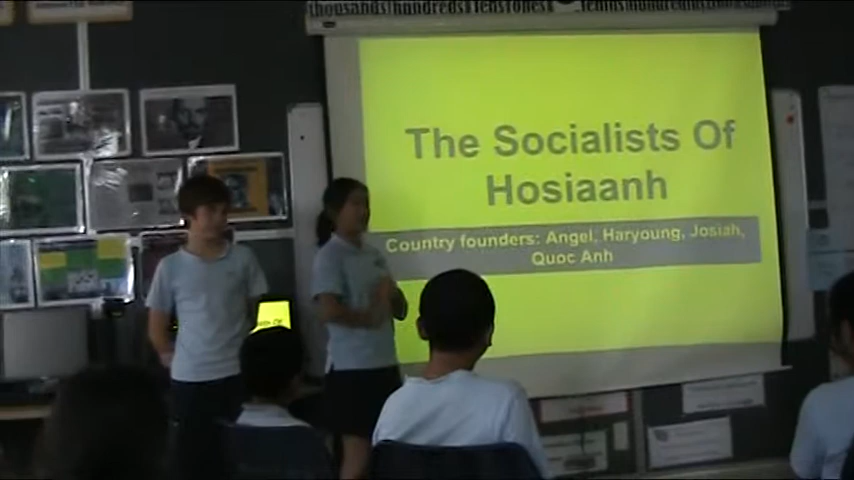 thousands hundreds tens ones
The Socialists Of
Hosiaanh
Country founders: Angel, Haryoung, Josiah,
Quoc Anh